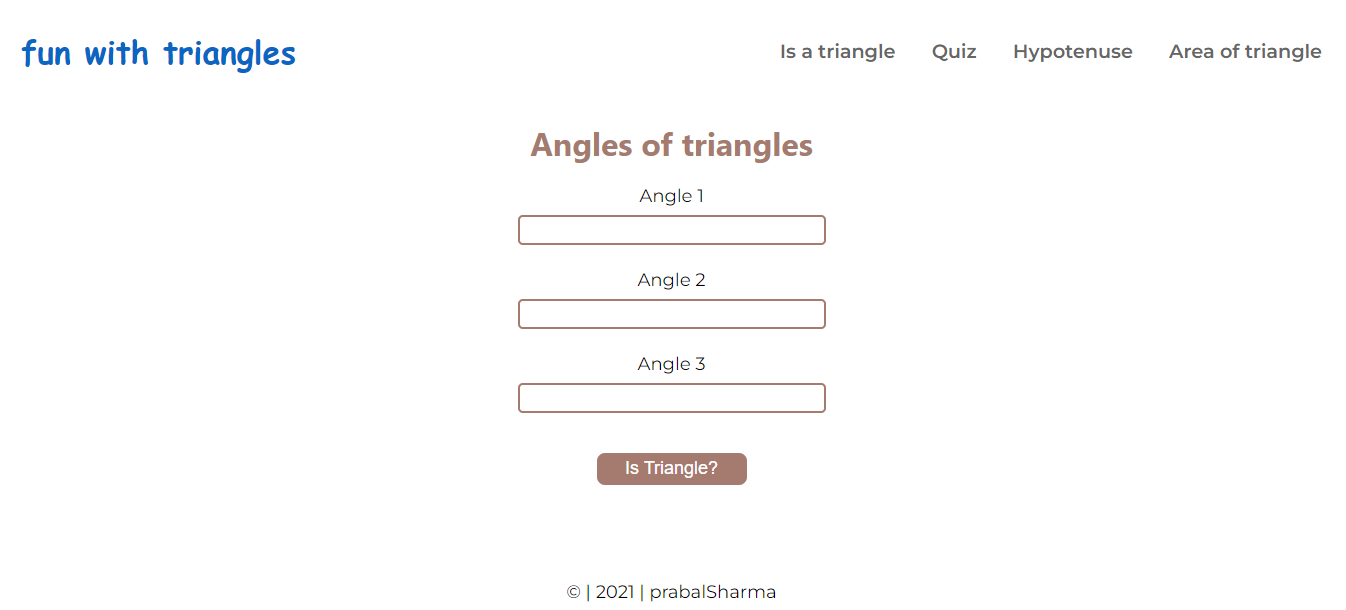 fun with triangles
Is a triangle Quiz Hypotenuse Area of triangle
Angles of triangles
Angle 1
Angle 2
Angle 3
Is Triangle?
© | 2021 | prabalSharma